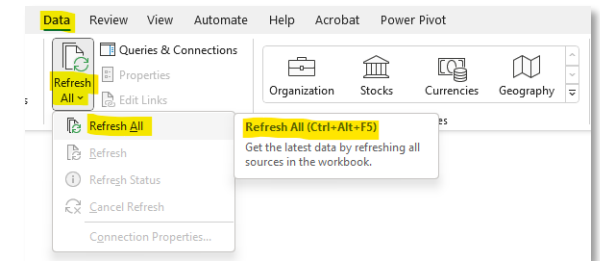 Data Review View Automate Help Acrobat Power Pivot
Refresh All
Queries & Connections
Properties
Edit Links
Organization Stocks Currencies Geography
Refresh All
Refresh
Refresh Status
Cancel Refresh
Connection Properties...
Refresh All (Ctrl+Alt+F5)
Get the latest data by refreshing all
sources in the workbook.